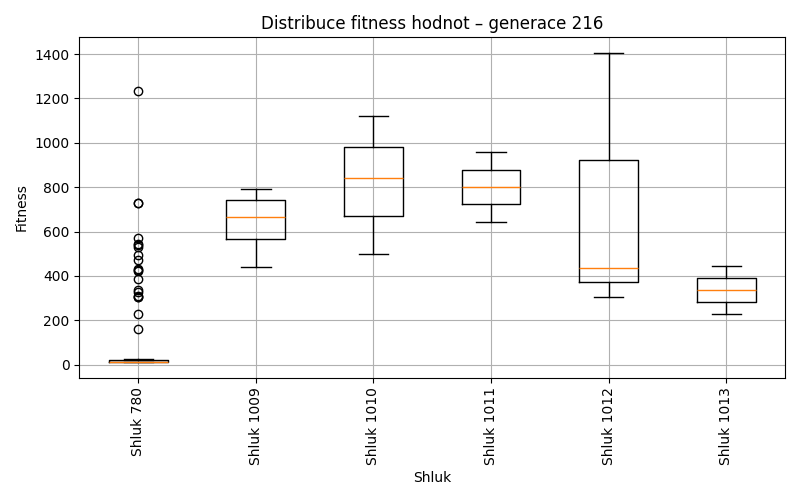 Distribuce fitness hodnot – generace 216
1400
1200
1000
800
600
400
200
0
Fitness
Shluk 780
Shluk 1009
Shluk 1010
Shluk 1011
Shluk 1012
Shluk 1013
Shluk